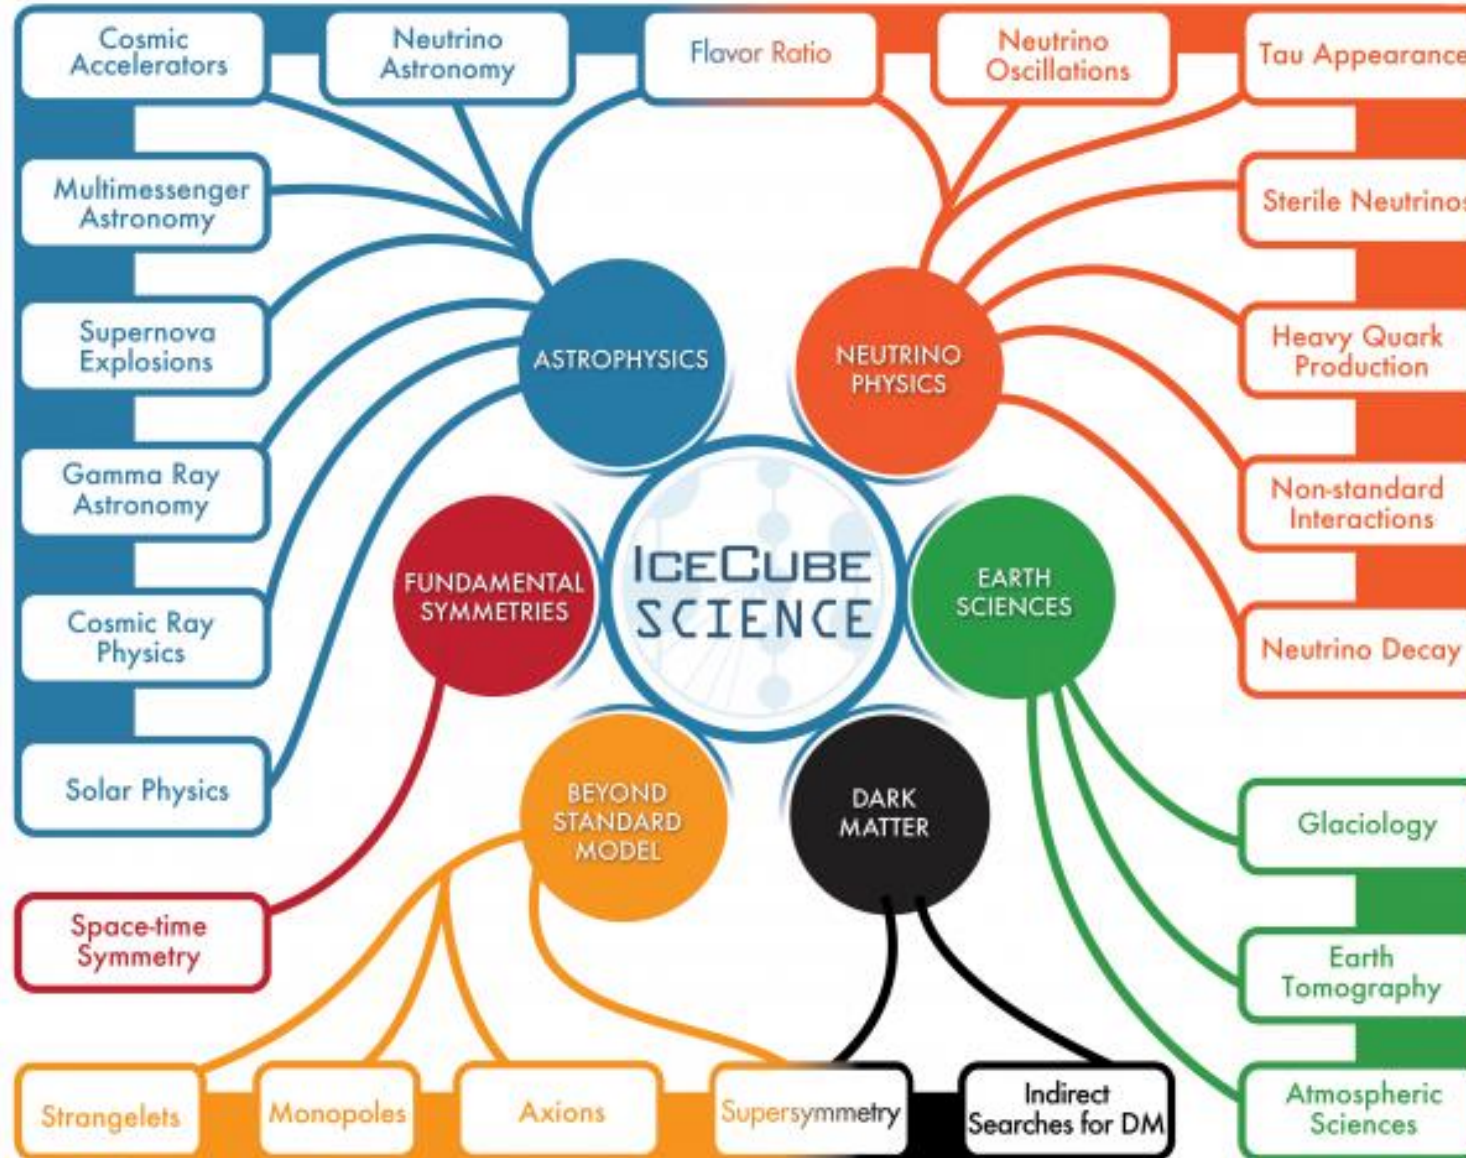 Cosmic
Accelerators
Neutrino
Astronomy
Flavor Ratio
Neutrino
Oscillations
Tau Appearance
Multimessenger
Astronomy
Sterile Neutrinos
Supernova
Explosions
ASTROPHYSICS
NEUTRINO
PHYSICS
Heavy Quark
Production
Gamma Ray
Astronomy
Non-standard
Interactions
FUNDAMENTAL
SYMMETRIES
ICECUBE
SCIENCE
EARTH
SCIENCES
Cosmic Ray
Physics
Neutrino Decay
Solar Physics
BEYOND
STANDARD
MODEL
DARK
MATTER
Glaciology
Space-time
Symmetry
Earth
Tomography
Strangelets
Monopoles
Axions
Supersymmetry
Indirect
Searches for DM
Atmospheric
Sciences